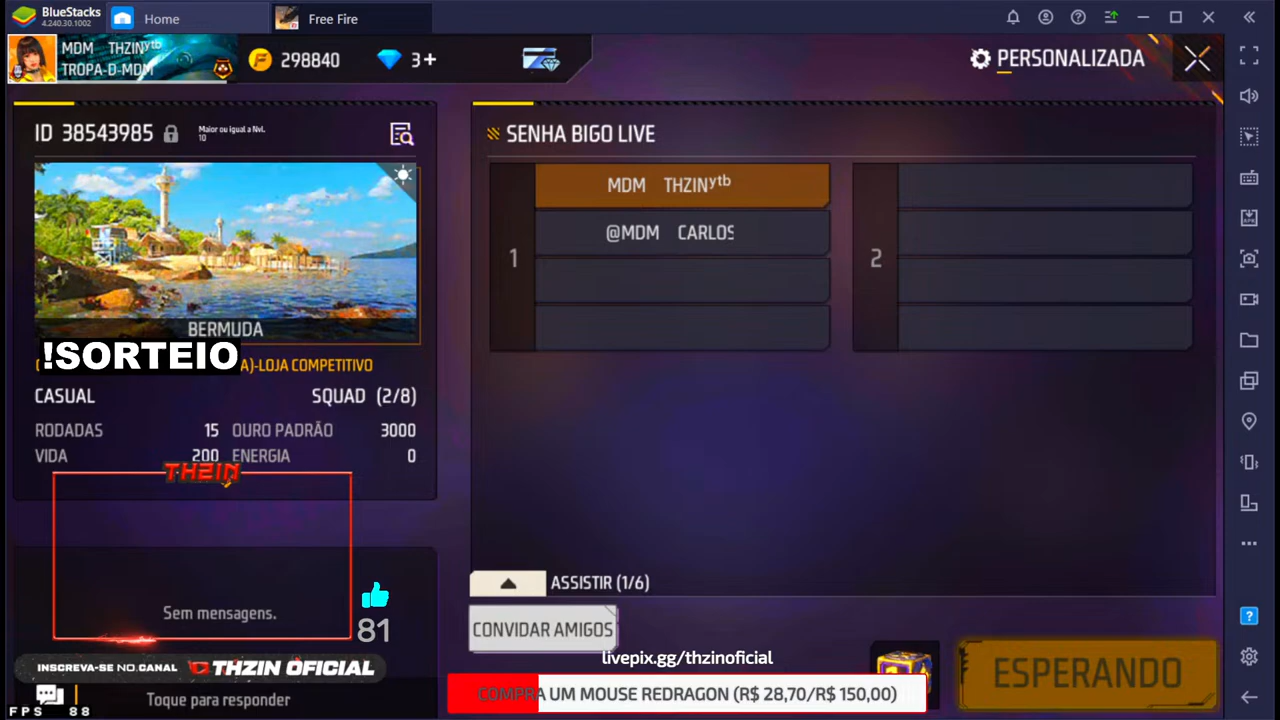 BlueStacks
4.240.30.1002
Home
Free Fire
MDM THZINʸᵗᵇ
TROPA-D-MDM
298840
3+
PERSONALIZADA
ID 38543985
Maior ou igual a Nvl.
10
BERMUDA
!SORTEIO
A)-LOJA COMPETITIVO
CASUAL
SQUAD (2/8)
RODADAS 15
OURO PADRÃO 3000
VIDA 200
ENERGIA 0
THZIN
Sem mensagens.
81
INSCREVA-SE NO CANAL
THZIN OFICIAL
Toque para responder
FPS 88
SENHA BIGO LIVE
1
MDM THZINʸᵗᵇ
@MDM CARLOS
2
ASSISTIR (1/6)
CONVIDAR AMIGOS
livepix.gg/thzinoficial
COMPRA UM MOUSE REDRAGON (R$ 28,70/R$ 150,00)
ESPERANDO